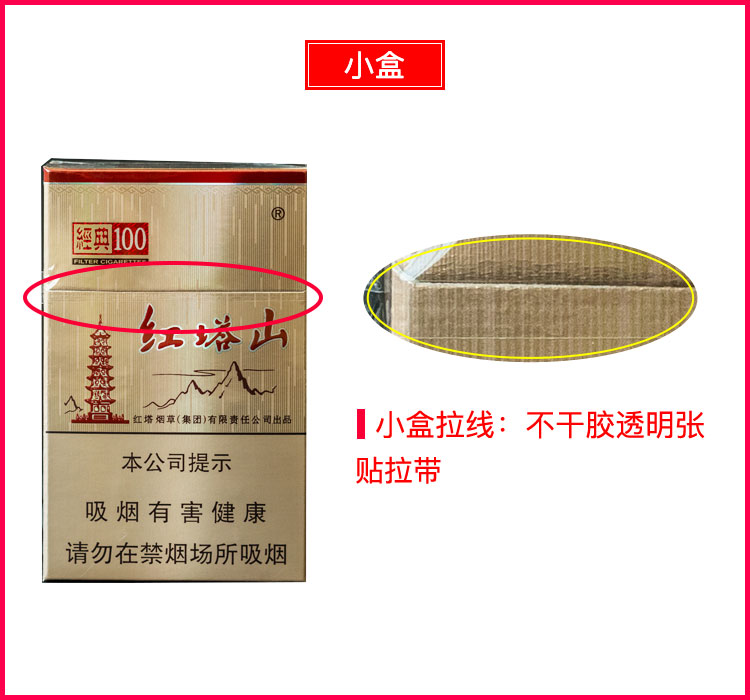 小盒
®
經典100
FILTER CIGARETTES
红塔山
红塔烟草(集团)有限责任公司出品
本公司提示
吸烟有害健康
请勿在禁烟场所吸烟
小盒拉线：不干胶透明张
贴拉带